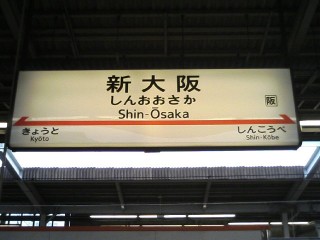 新大阪
しんおおさか
Shin-Ōsaka
阪
きょうと
Kyōto
しんこうべ
Shin-Kōbe